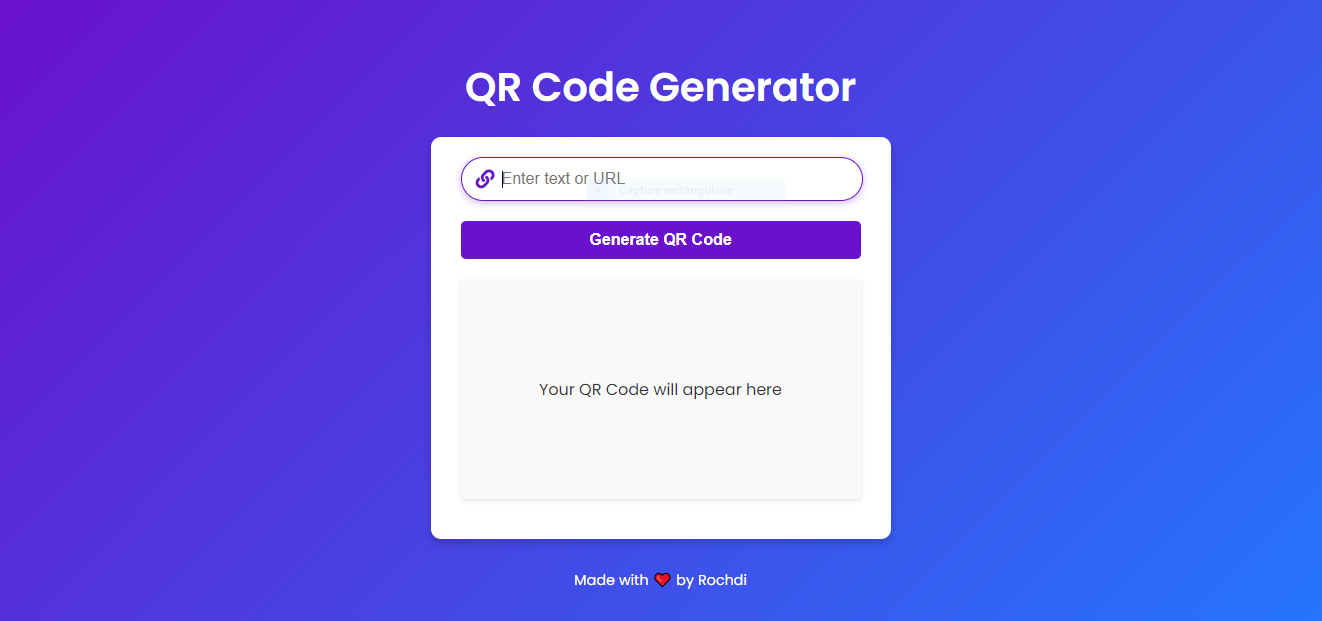 QR Code Generator
Enter text or URL
Capture rectangulaire
Generate QR Code
Your QR Code will appear here
Made with ❤ by Rochdi